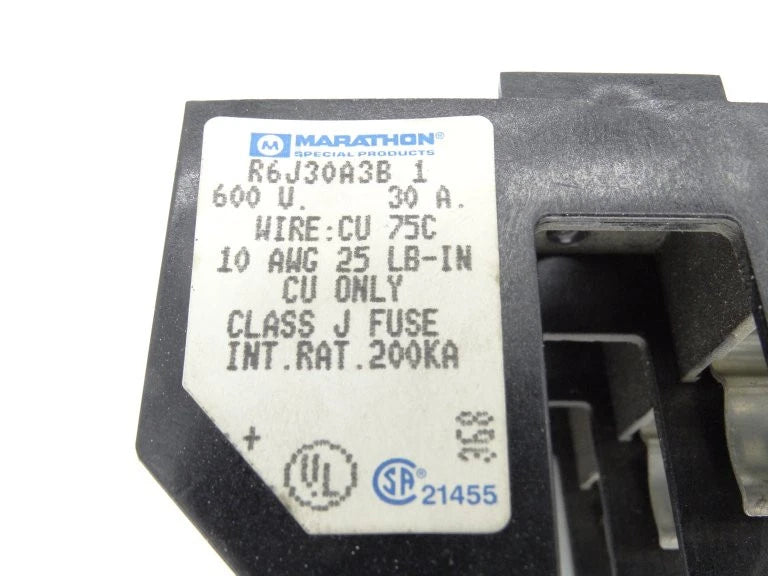 M MARATHON®
SPECIAL PRODUCTS
R6J30A3B 1
600 V. 30 A.
WIRE:CU 75C
10 AWG 25 LB-IN
CU ONLY
CLASS J FUSE
INT.RAT.200KA
368
+
UL
SA® 21455